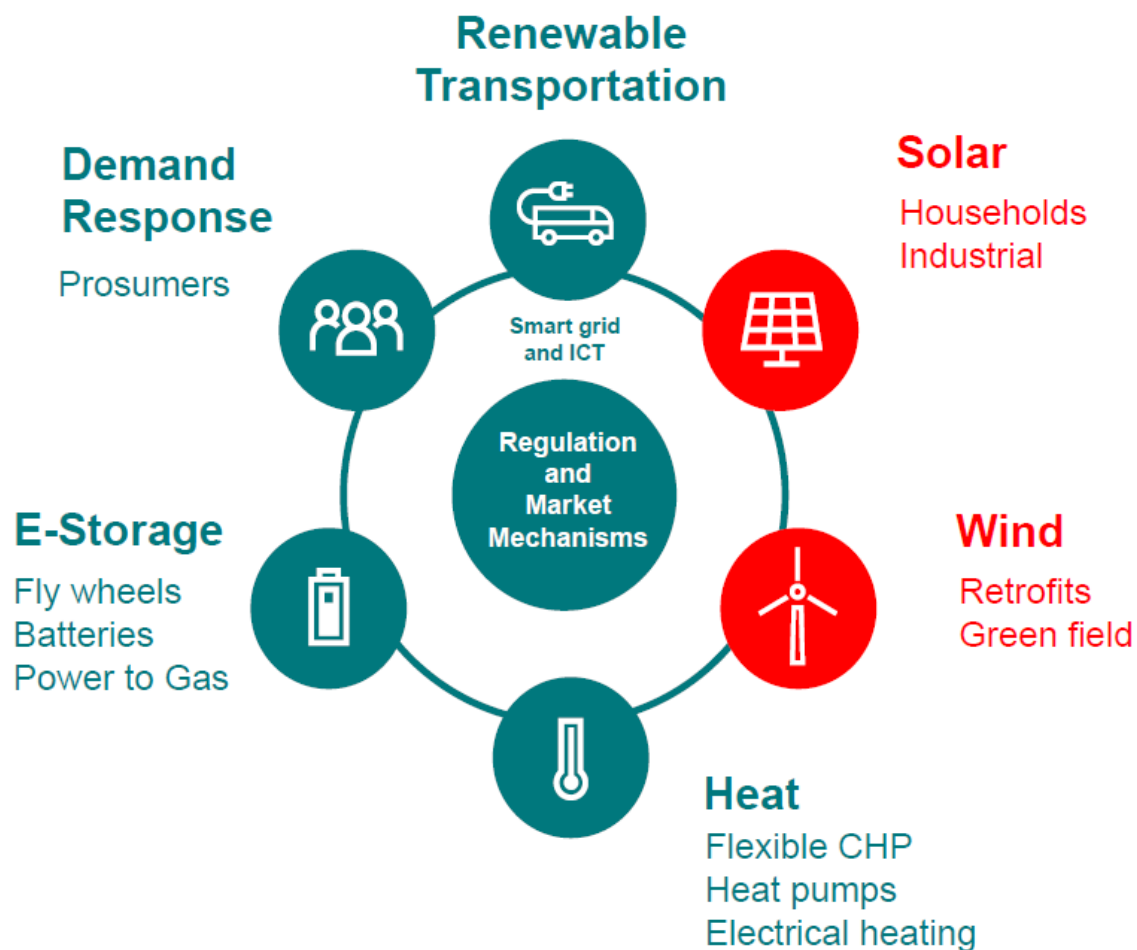 Renewable
Transportation
Demand
Response
Prosumers
Solar
Households
Industrial
Smart grid
and ICT
Regulation
and
Market
Mechanisms
E-Storage
Fly wheels
Batteries
Power to Gas
Wind
Retrofits
Green field
Heat
Flexible CHP
Heat pumps
Electrical heating